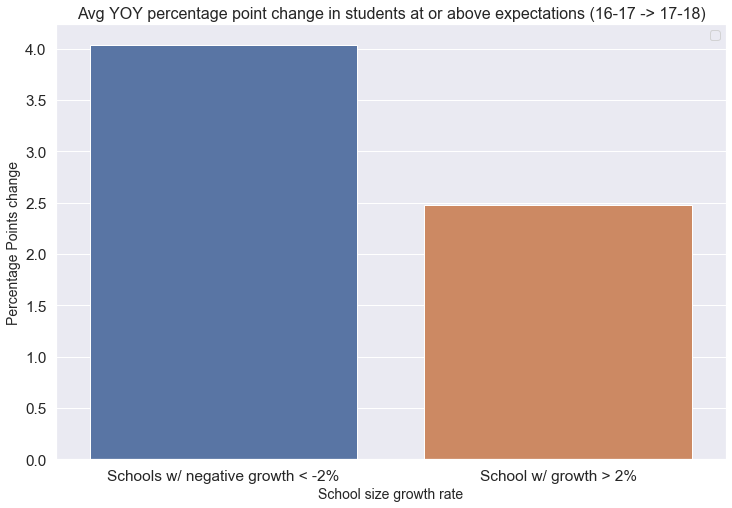 Avg YOY percentage point change in students at or above expectations (16-17 -> 17-18)
4.0
3.5
3.0
2.5
2.0
1.5
1.0
0.5
0.0
Percentage Points change
Schools w/ negative growth < -2%
School w/ growth > 2%
School size growth rate